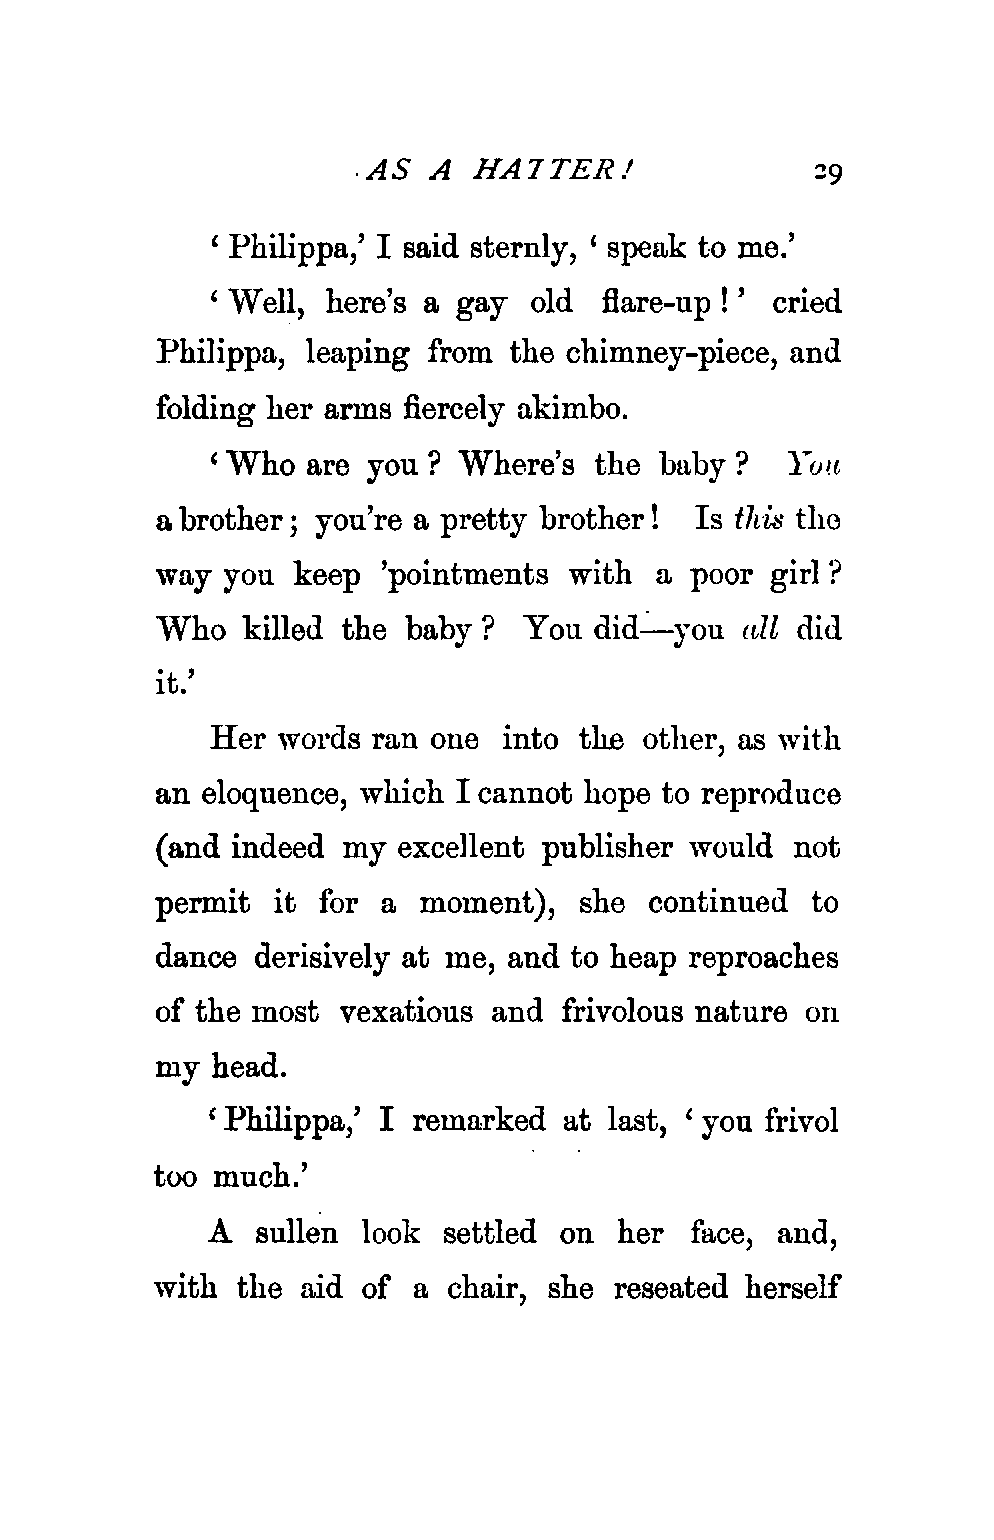 AS A HATTER! 29
‘Philippa,’ I said sternly, ‘speak to me.’
‘Well, here’s a gay old flare-up!’ cried
Philippa, leaping from the chimney-piece, and
folding her arms fiercely akimbo.
‘Who are you? Where’s the baby? You
a brother; you’re a pretty brother! Is this the
way you keep ’pointments with a poor girl?
Who killed the baby? You did—you all did
it.’
Her words ran one into the other, as with
an eloquence, which I cannot hope to reproduce
(and indeed my excellent publisher would not
permit it for a moment), she continued to
dance derisively at me, and to heap reproaches
of the most vexatious and frivolous nature on
my head.
‘Philippa,’ I remarked at last, ‘you frivol
too much.’
A sullen look settled on her face, and,
with the aid of a chair, she reseated herself